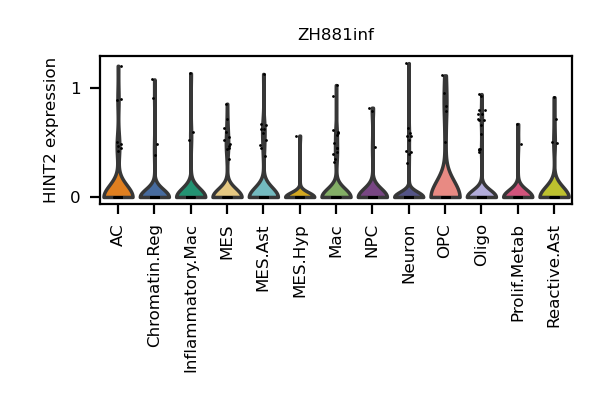 ZH881inf
HINT2 expression
1
0
AC
Chromatin.Reg
Inflammatory.Mac
MES
MES.Ast
MES.Hyp
Mac
NPC
Neuron
OPC
Oligo
Prolif.Metab
Reactive.Ast